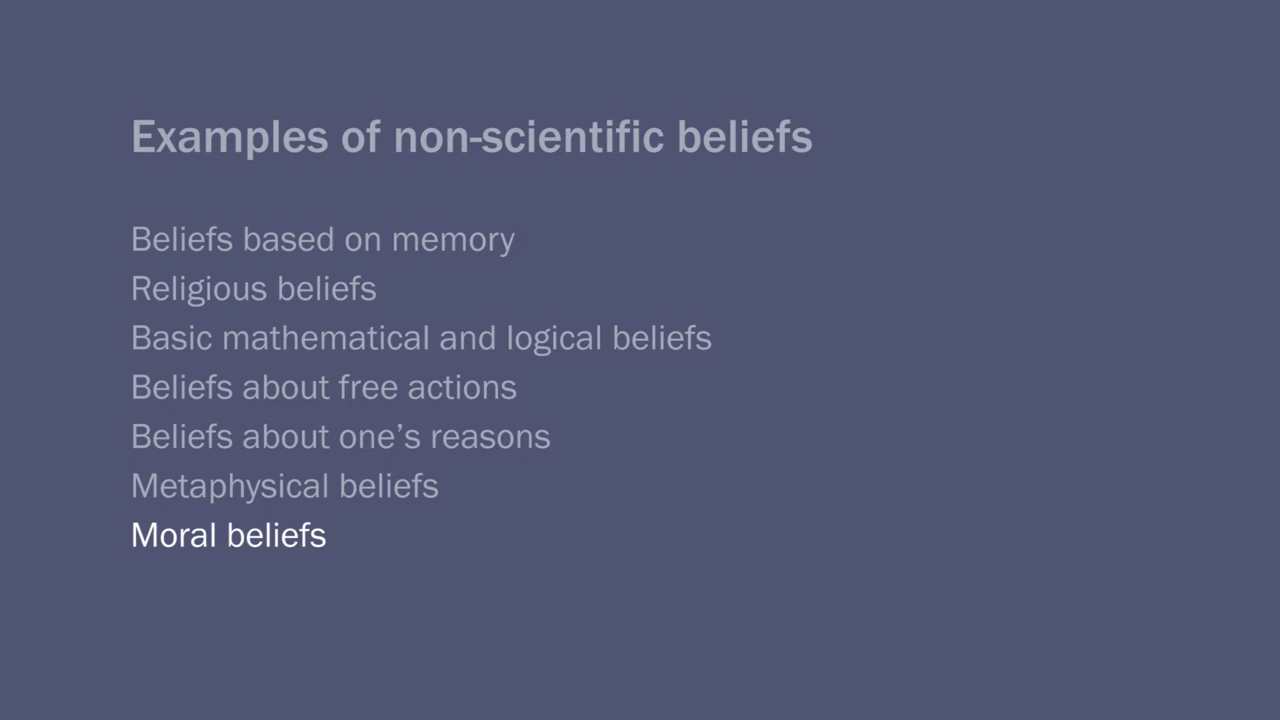 Examples of non-scientific beliefs
Beliefs based on memory
Religious beliefs
Basic mathematical and logical beliefs
Beliefs about free actions
Beliefs about one’s reasons
Metaphysical beliefs
Moral beliefs